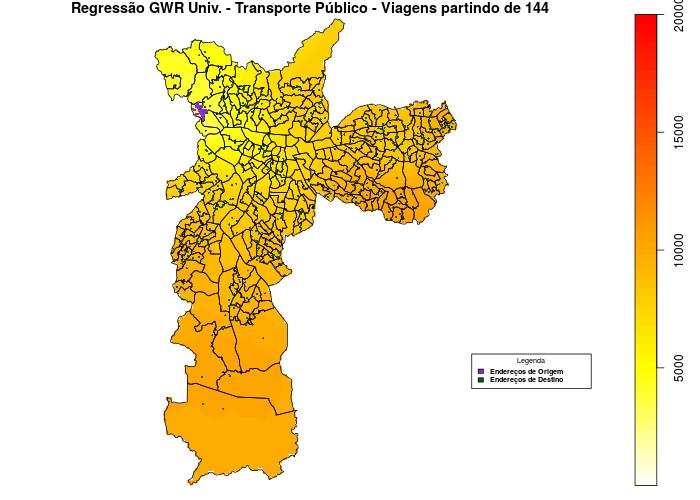 Regressão GWR Univ. - Transporte Público - Viagens partindo de 144
20000
15000
10000
5000
Legenda
Endereços de Origem
Endereços de Destino